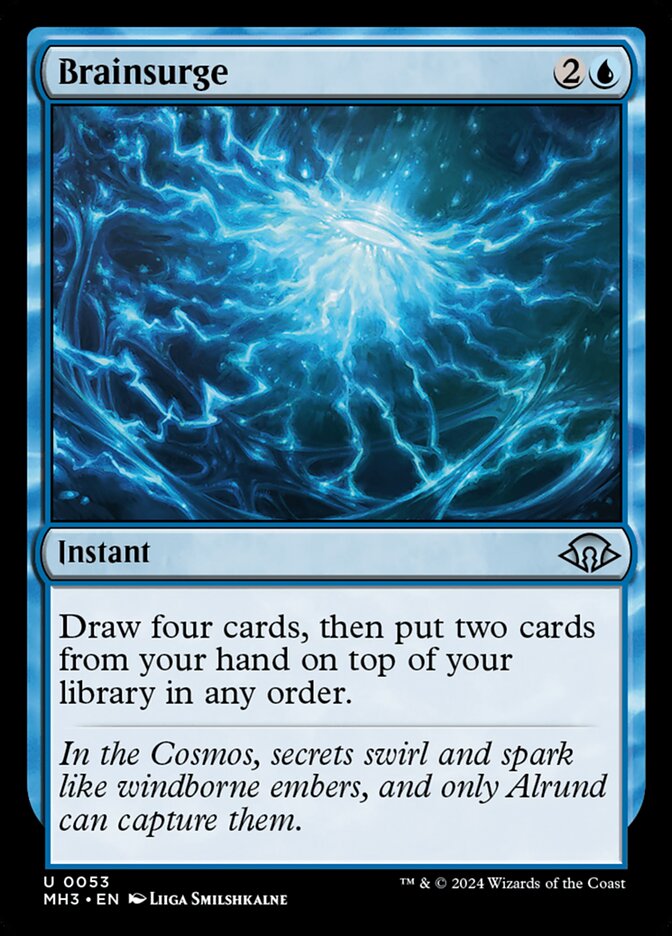 Brainsurge 2
Instant
Draw four cards, then put two cards
from your hand on top of your
library in any order.
In the Cosmos, secrets swirl and spark
like windborne embers, and only Alrund
can capture them.
U 0053
MH3 • EN Liiga Smilshkalne
™ & © 2024 Wizards of the Coast